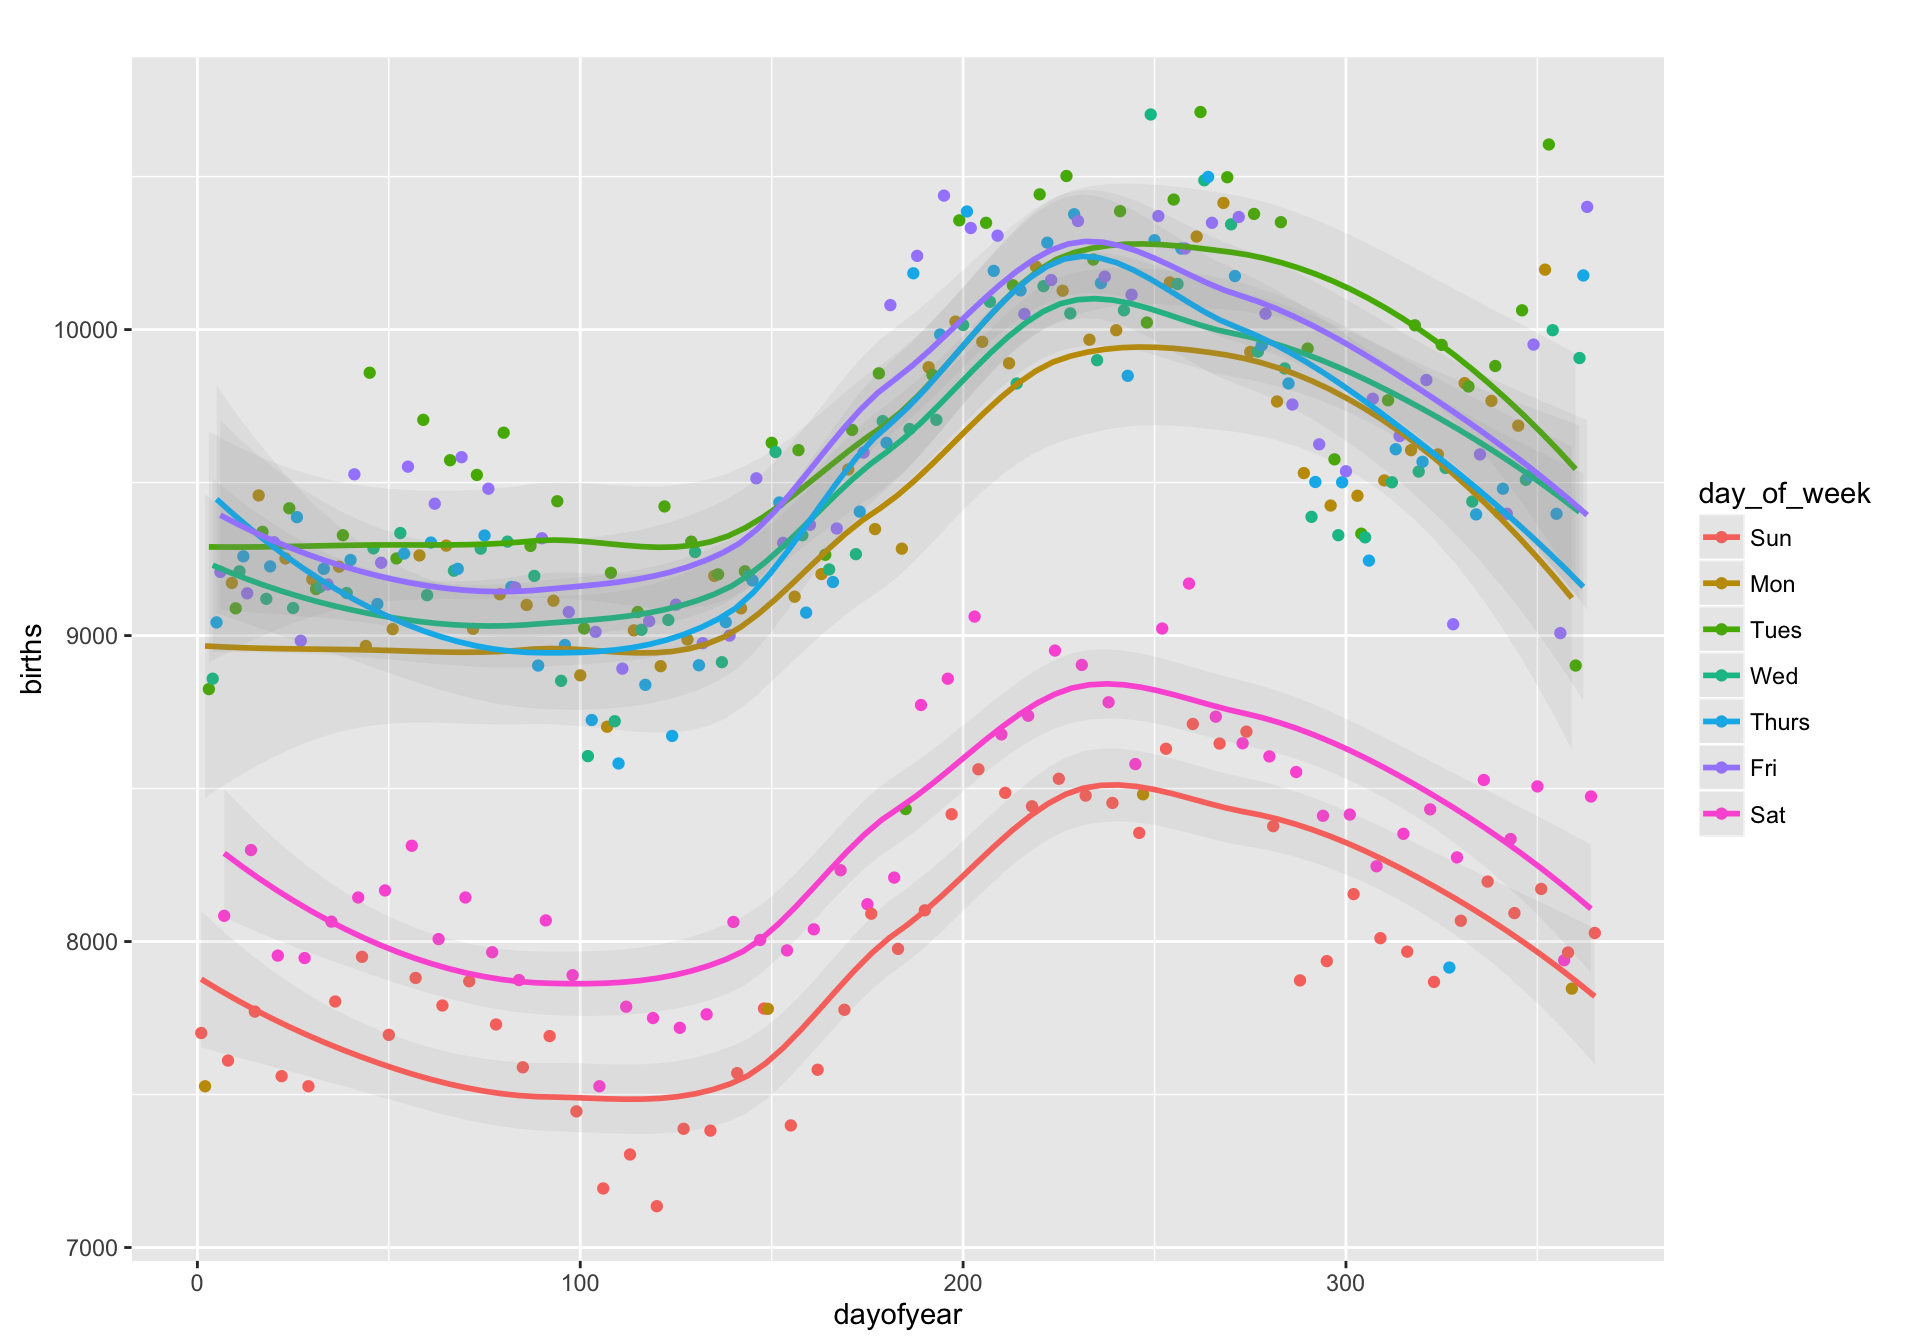 births
10000
9000
8000
7000
0
100
200
300
dayofyear
day_of_week
Sun
Mon
Tues
Wed
Thurs
Fri
Sat